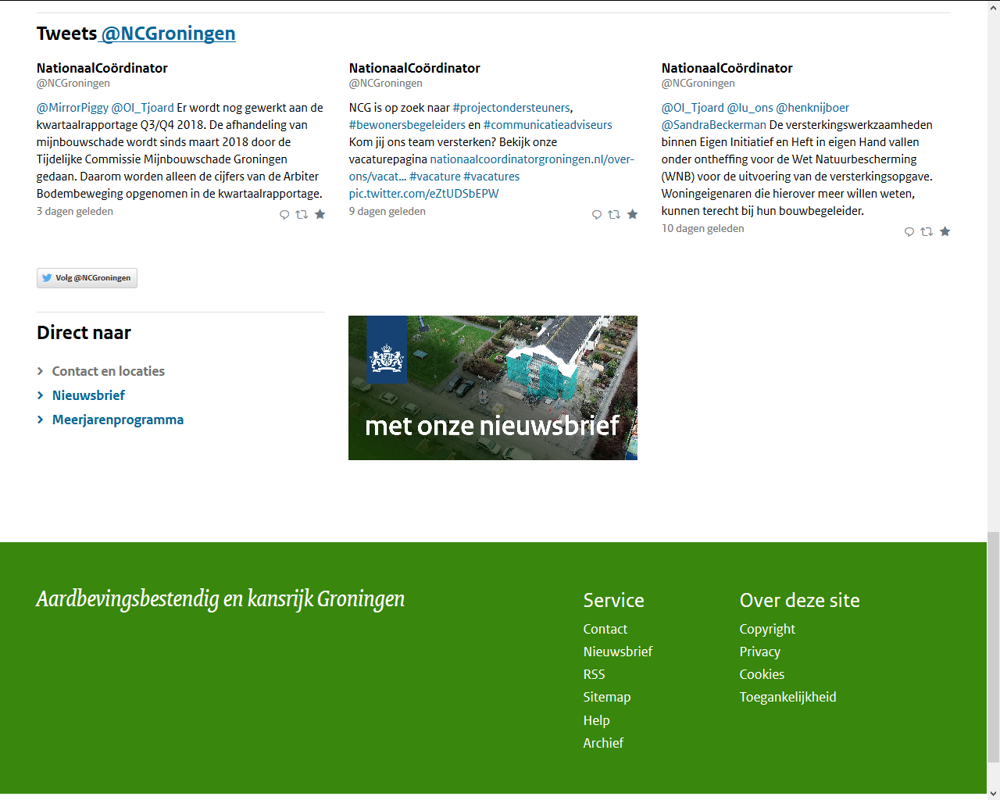 Tweets @NCGroningen
NationaalCoördinator
@NCGroningen
@MirrorPiggy @OI_Tjoard Er wordt nog gewerkt aan de
kwartaalrapportage Q3/Q4 2018. De afhandeling van
mijnbouwschade wordt sinds maart 2018 door de
Tijdelijke Commissie Mijnbouwschade Groningen
gedaan. Daarom worden alleen de cijfers van de Arbiter
Bodembeweging opgenomen in de kwartaalrapportage.
3 dagen geleden
NationaalCoördinator
@NCGroningen
NCG is op zoek naar #projectondersteuners,
#bewonersbegeleiders en #communicatieadviseurs
Kom jij ons team versterken? Bekijk onze
vacaturepagina nationaalcoordinatorgroningen.nl/over-
ons/vacat... #vacature #vacatures
pic.twitter.com/eZtUDSbEPW
9 dagen geleden
NationaalCoördinator
@NCGroningen
@OI_Tjoard @lu_ons @henknijboer
@SandraBeckerman De versterkingswerkzaamheden
binnen Eigen Initiatief en Heft in eigen Hand vallen
onder ontheffing voor de Wet Natuurbescherming
(WNB) voor de uitvoering van de versterkingsopgave.
Woningeigenaren die hierover meer willen weten,
kunnen terecht bij hun bouwbegeleider.
10 dagen geleden
Volg @NCGroningen
Direct naar
Contact en locaties
Nieuwsbrief
Meerjarenprogramma
met onze nieuwsbrief
Aardbevingsbestendig en kansrijk Groningen
Service
Contact
Nieuwsbrief
RSS
Sitemap
Help
Archief
Over deze site
Copyright
Privacy
Cookies
Toegankelijkheid